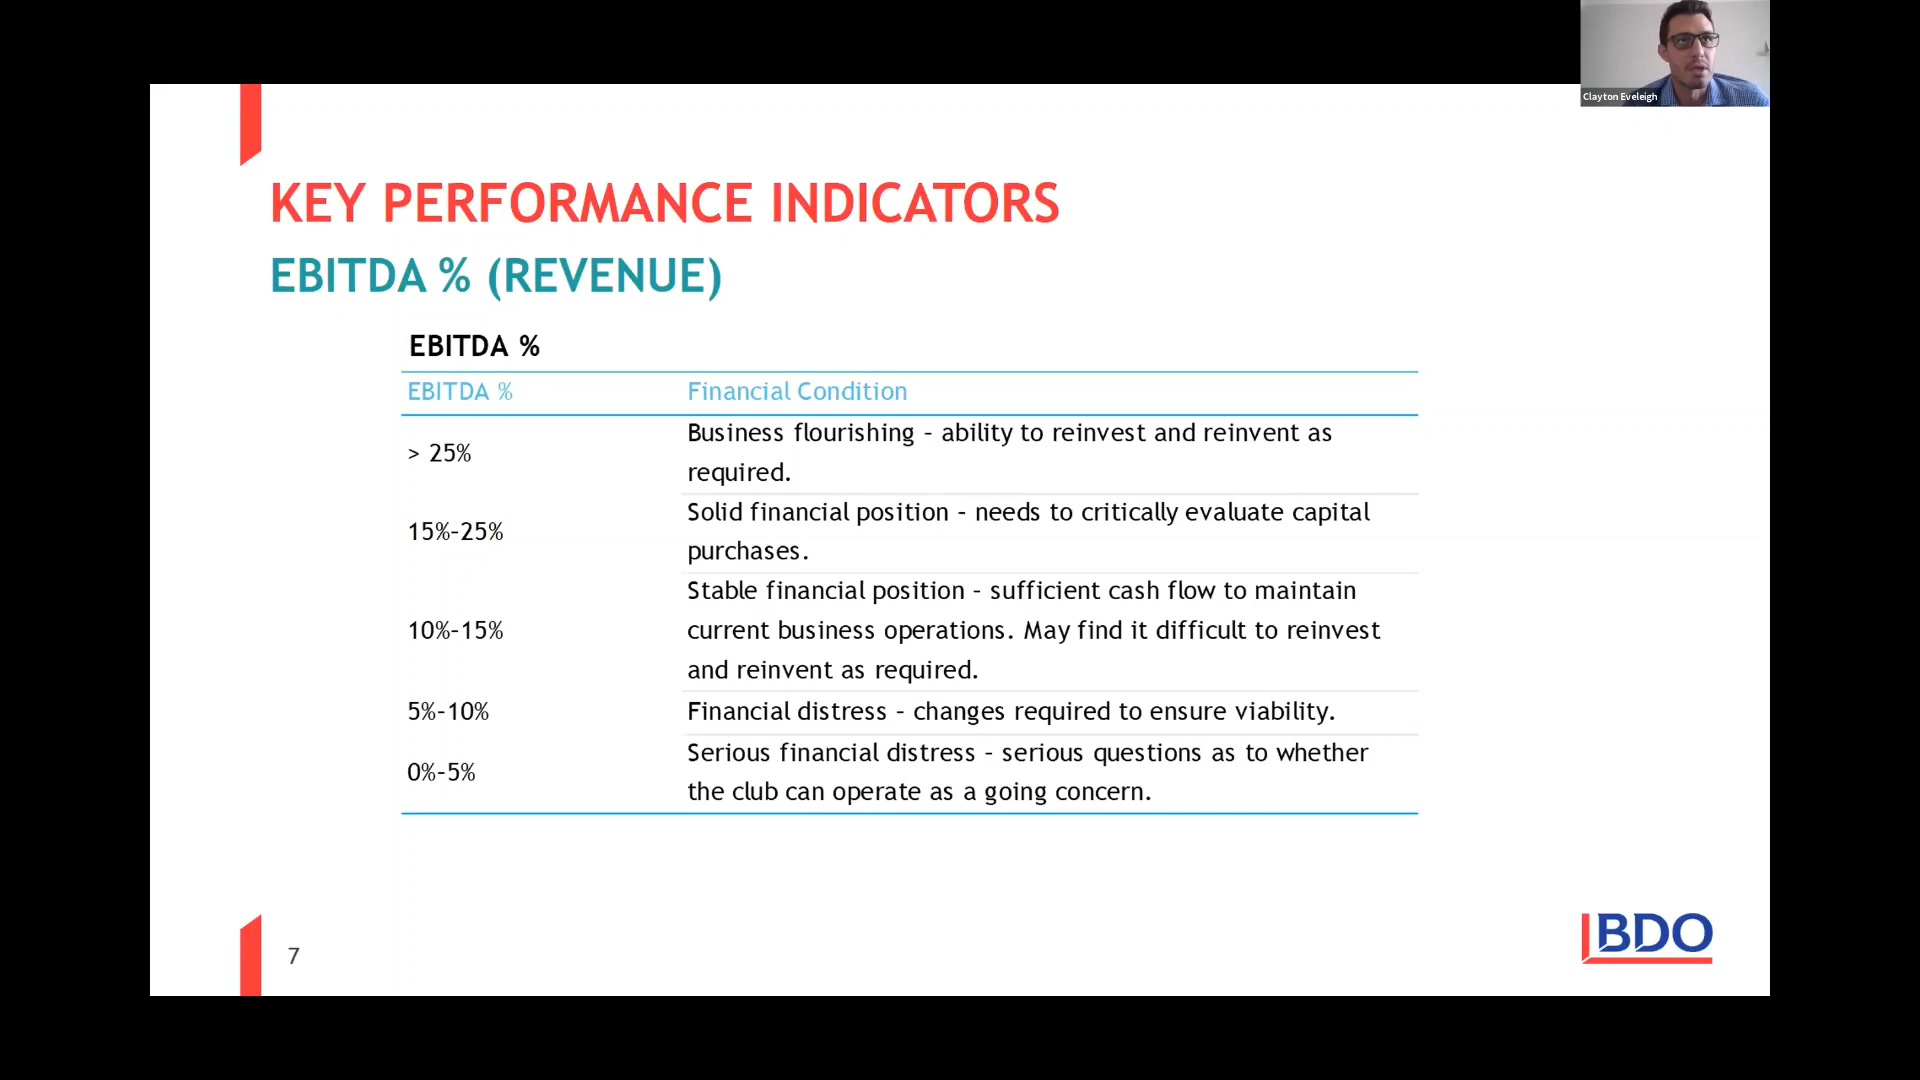 Clayton Eveleigh
KEY PERFORMANCE INDICATORS
EBITDA % (REVENUE)
EBITDA %
EBITDA % Financial Condition
> 25% Business flourishing – ability to reinvest and reinvent as
required.
15%-25% Solid financial position – needs to critically evaluate capital
purchases.
Stable financial position – sufficient cash flow to maintain
10%-15% current business operations. May find it difficult to reinvest
and reinvent as required.
5%-10% Financial distress – changes required to ensure viability.
0%-5% Serious financial distress – serious questions as to whether
the club can operate as a going concern.
7
BDO